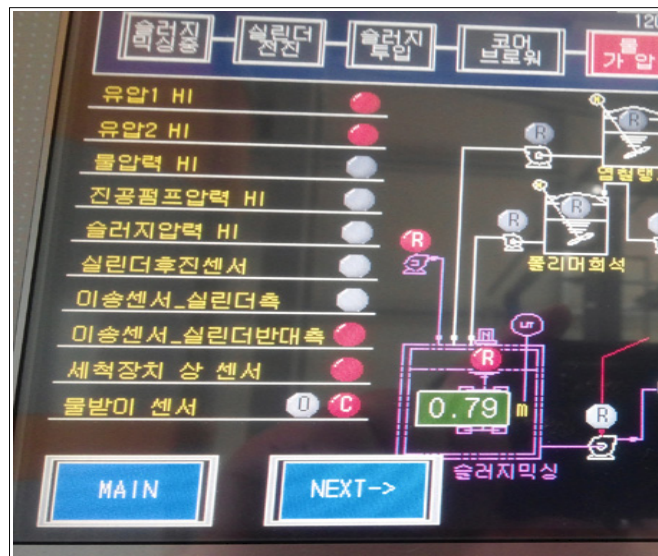 120
슬러지 믹싱중
실린더 전진
슬러지 투입
코어 브로워
물 가압
유압1 HI
유압2 HI
물압력 HI
진공펌프압력 HI
슬러지압력 HI
실린더후진센서
이송센서_실린더측
이송센서_실린더반대측
세척장치 상 센서
물받이 센서 O C
R
R
열림탱
R
R
R
폴리머희석
N
LIT
R
0.79 m
R
슬러지믹싱
MAIN
NEXT->